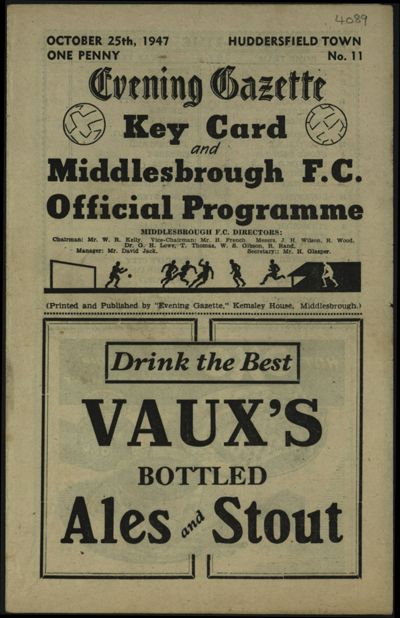 4089
OCTOBER 25th, 1947 HUDDERSFIELD TOWN
ONE PENNY No. 11
Evening Gazette
Key Card
and
Middlesbrough F.C.
Official Programme
MIDDLESBROUGH F.C. DIRECTORS:
Chairman: Mr. W. R. Kelly. Vice-Chairman: Mr. H. French. Messrs. J. H. Wilson, R. Wood,
Dr. O. H. Lowe, T. Thomas, W. S. Gibson, R. Rand.
Manager: Mr. David Jack. Secretary: Mr. H. Glasper.
(Printed and Published by "Evening Gazette," Kemsley House, Middlesbrough.)
Drink the Best
VAUX'S
BOTTLED
Ales and Stout